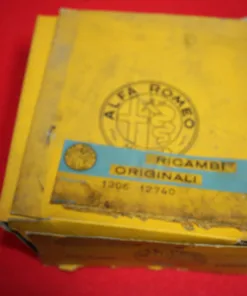 ALFA ROMEO
RICAMBI
ORIGINALI
1306 12740